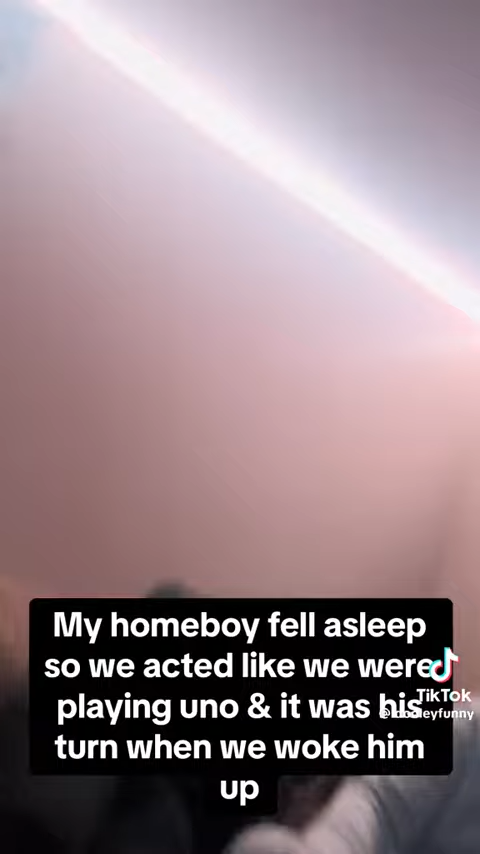 My homeboy fell asleep
so we acted like we were
playing uno & it was his
turn when we woke him
up
TikTok